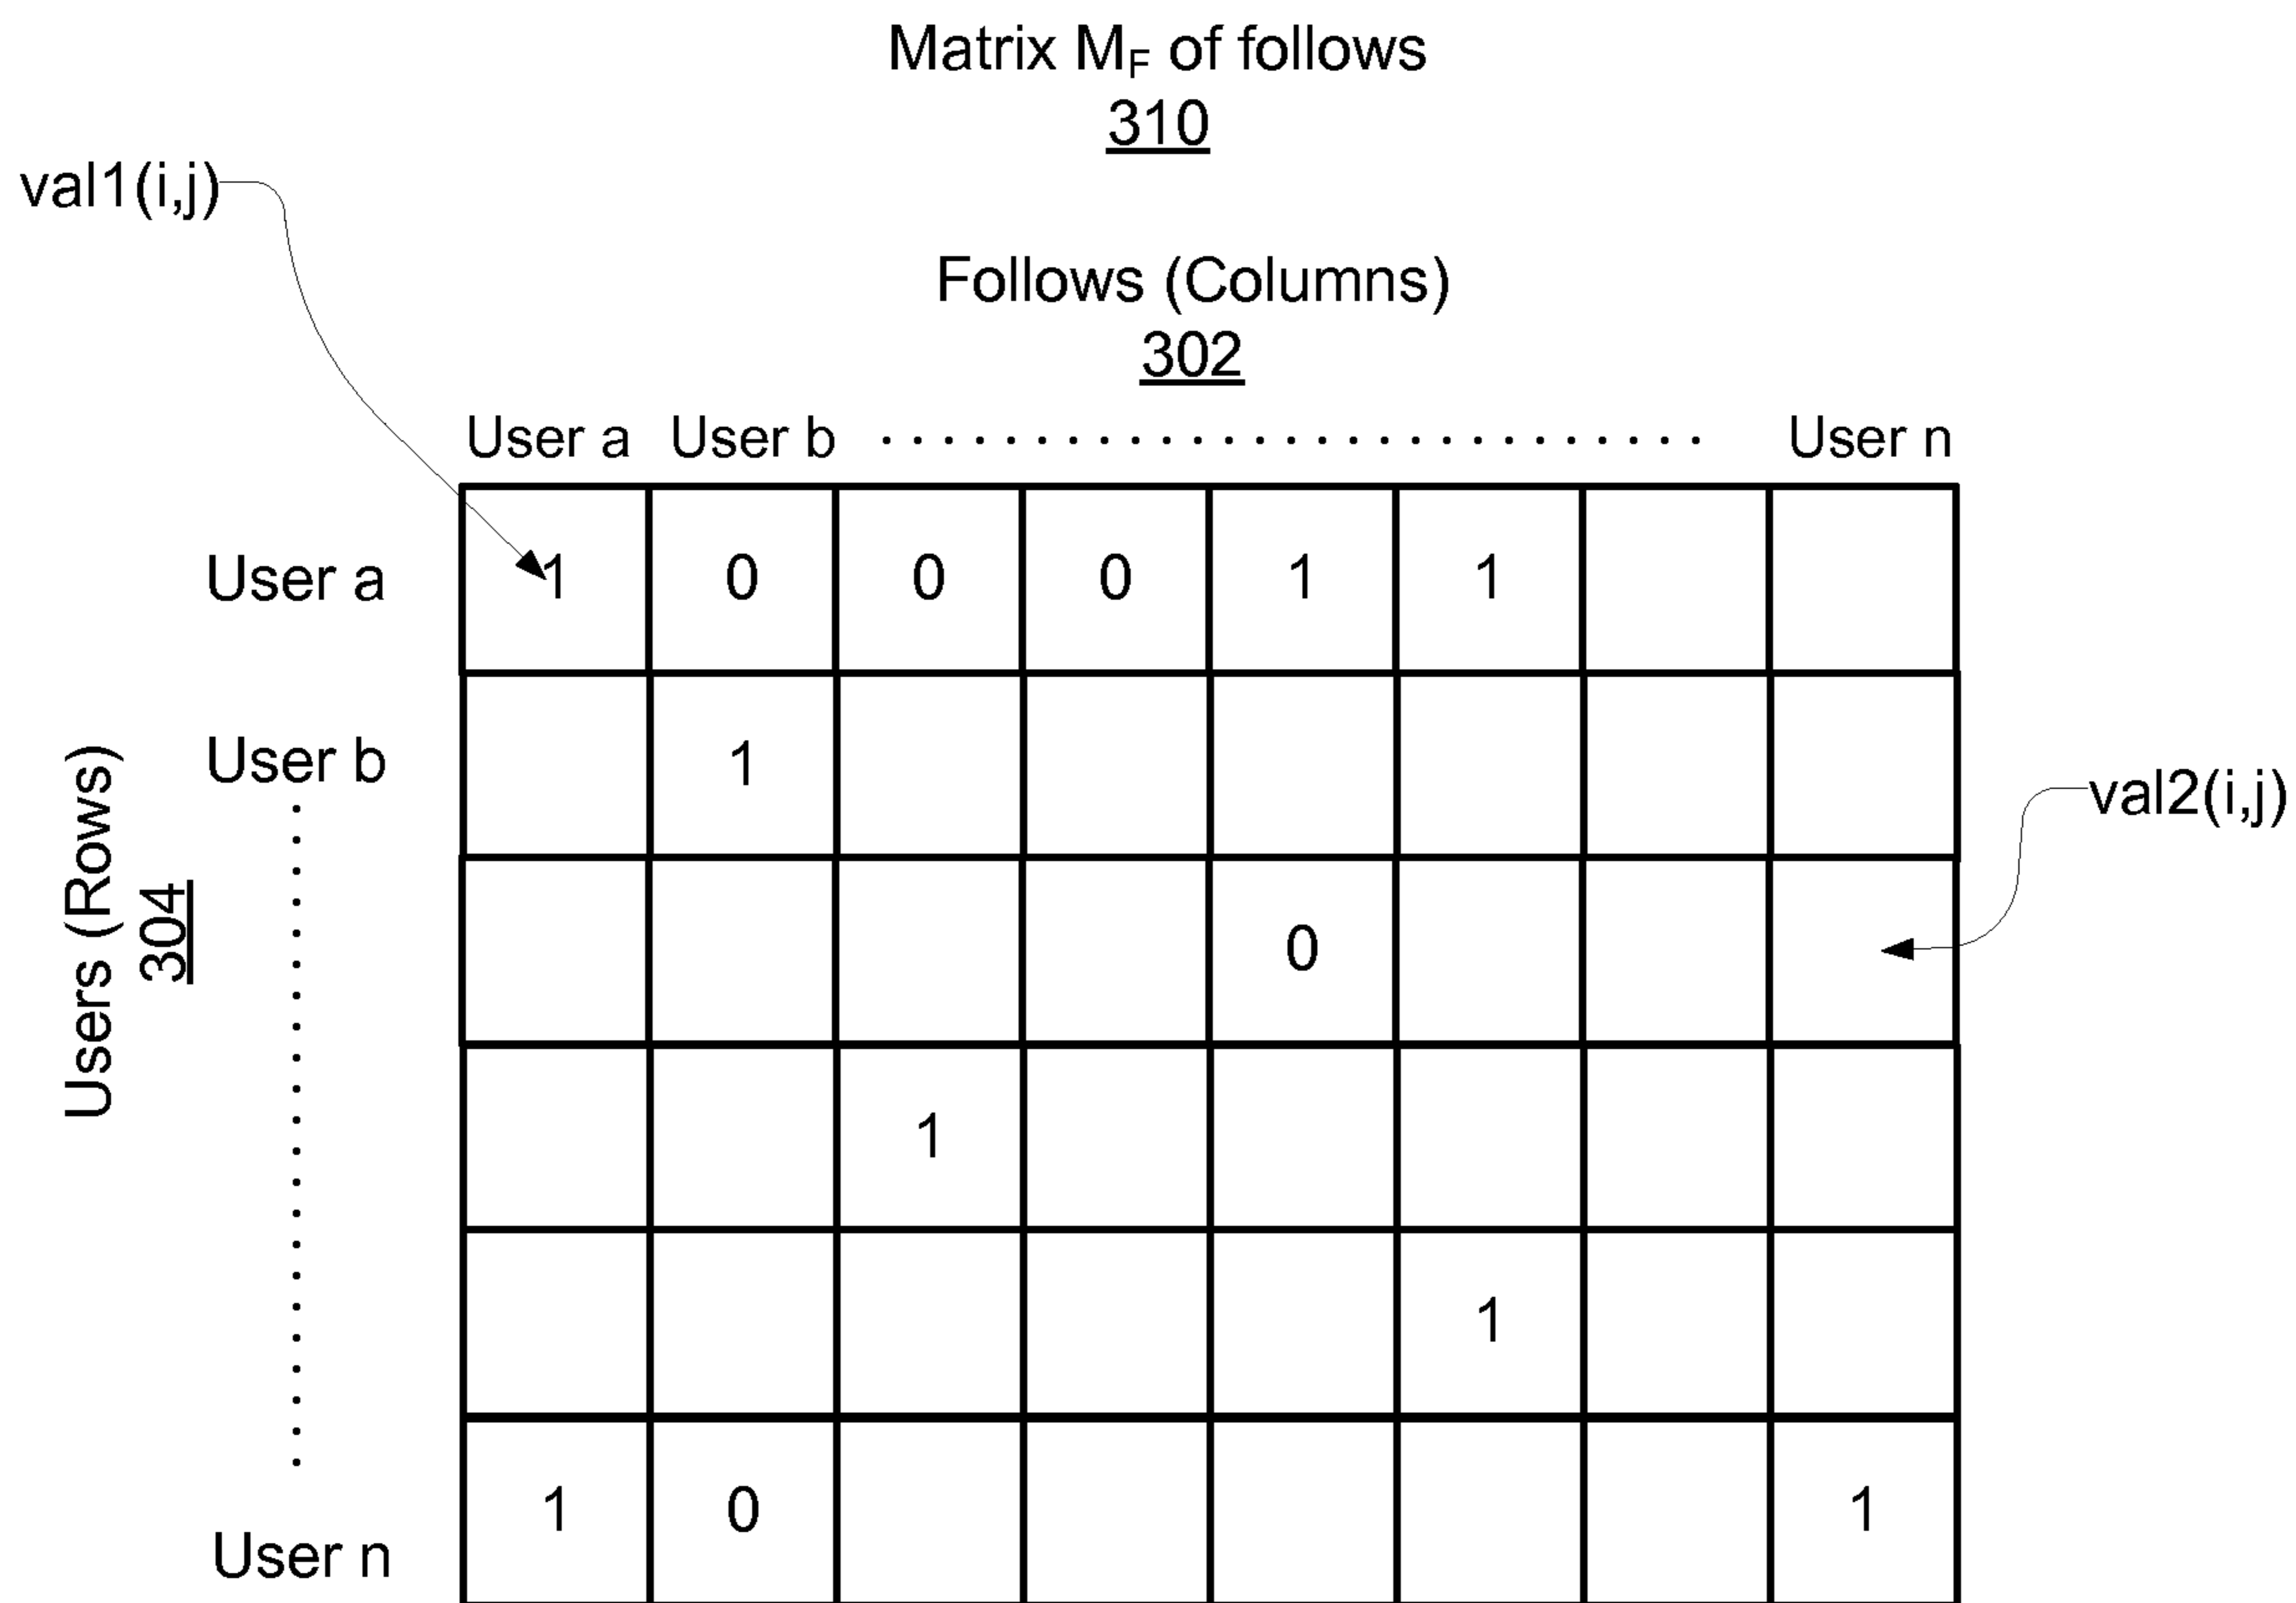 Matrix M_F of follows
310
val1(i,j)
Follows (Columns)
302
User a User b . . . . . . . . . . . . . . . . . . . . . . . . . . . User n
User a 1 0 0 0 1 1
User b 1
val2(i,j)
Users (Rows)
304
0
1
1
User n 1 0 1